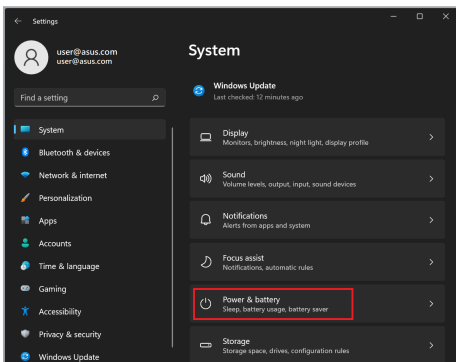 Settings
user@asus.com
user@asus.com
Find a setting
System
Bluetooth & devices
Network & internet
Personalization
Apps
Accounts
Time & language
Gaming
Accessibility
Privacy & security
Windows Update
System
Windows Update
Last checked: 12 minutes ago
Display
Monitors, brightness, night light, display profile
Sound
Volume levels, output, input, sound devices
Notifications
Alerts from apps and system
Focus assist
Notifications, automatic rules
Power & battery
Sleep, battery usage, battery saver
Storage
Storage space, drives, configuration rules